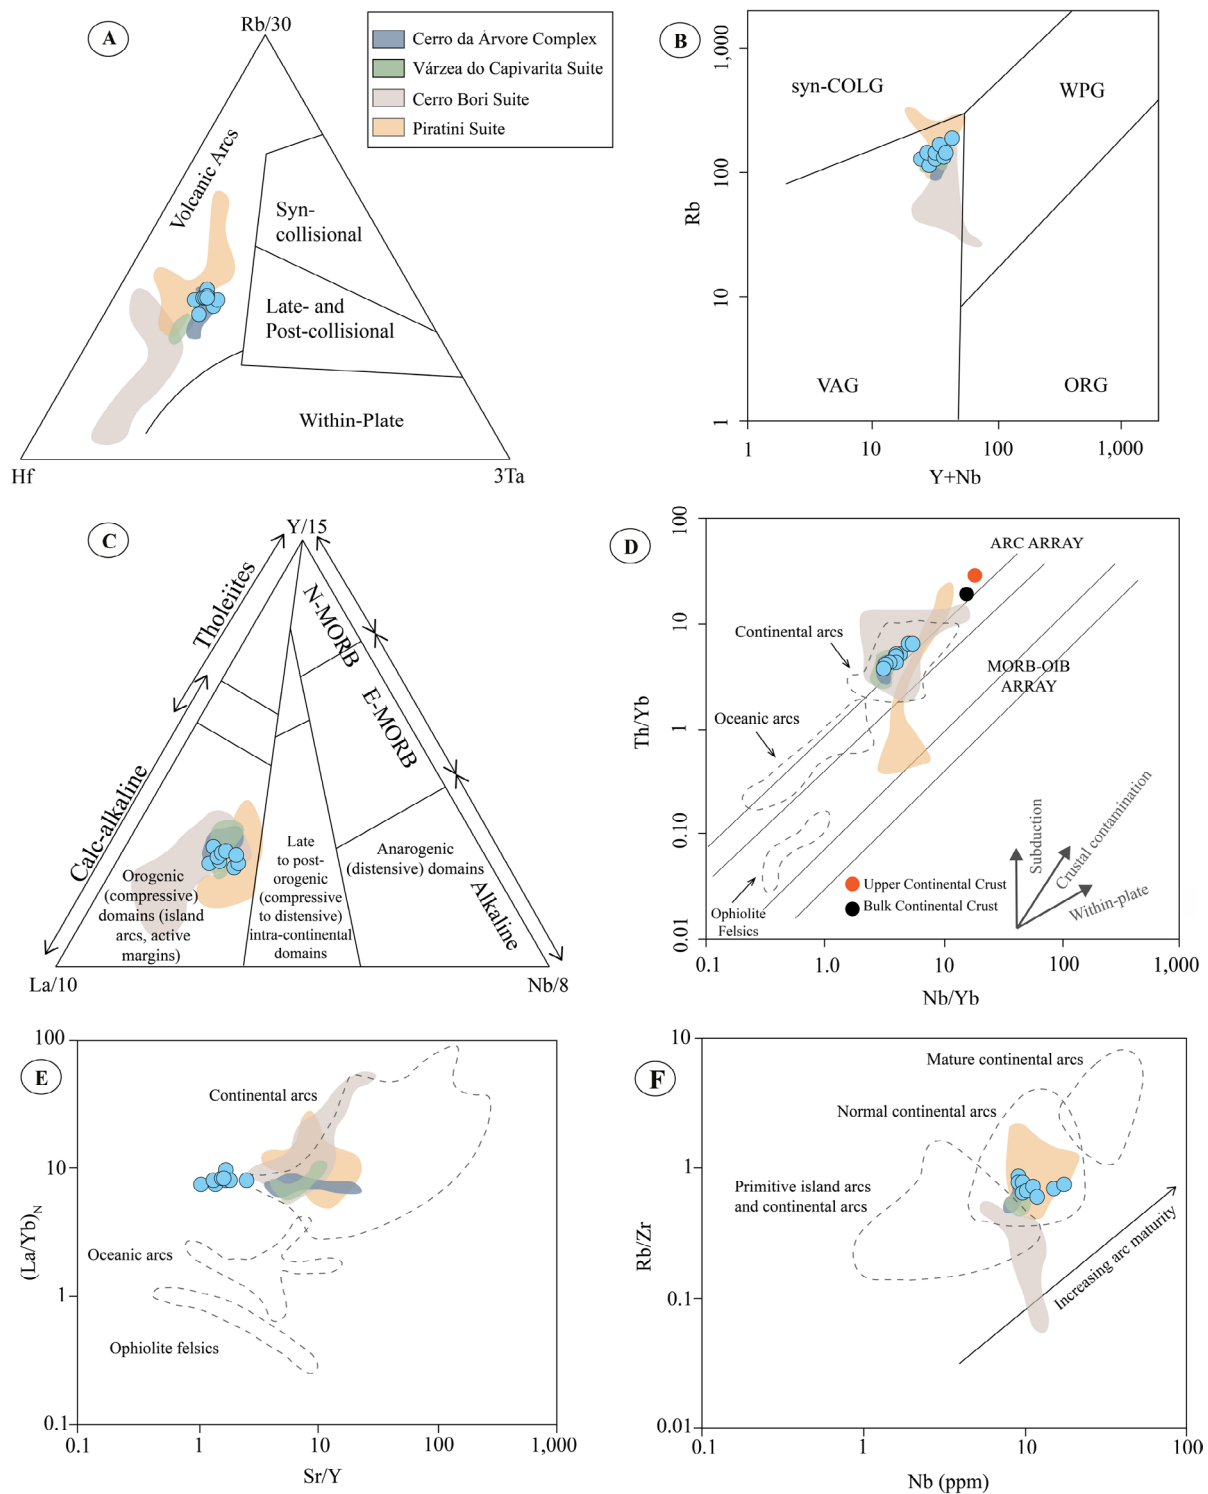 A
Rb/30
Cerro da Árvore Complex
Várzea do Capivarita Suite
Cerro Bori Suite
Piratini Suite
Volcanic Arcs
Syn-
collisional
Late- and
Post-collisional
Within-Plate
Hf
3Ta
B
1,000
100
10
1
Rb
syn-COLG
WPG
VAG
ORG
1
10
100
1,000
Y+Nb
C
Y/15
Tholeiites
Calc-alkaline
N-MORB
E-MORB
Alkaline
Orogenic
(compressive)
domains (island
arcs, active
margins)
Late
to post-
orogenic
(compressive
to distensive)
intra-continental
domains
Anarogenic
(distensive) domains
La/10
Nb/8
D
100
10
1
0.10
0.01
Th/Yb
ARC ARRAY
Continental arcs
MORB-OIB
ARRAY
Oceanic arcs
Ophiolite
Felsics
Subduction
Crustal contamination
Within-plate
Upper Continental Crust
Bulk Continental Crust
0.1
1.0
10
100
1,000
Nb/Yb
E
100
10
1
0.1
(La/Yb)N
Continental arcs
Oceanic arcs
Ophiolite felsics
0.1
1
10
100
1,000
Sr/Y
F
10
1
0.1
0.01
Rb/Zr
Mature continental arcs
Normal continental arcs
Primitive island arcs
and continental arcs
Increasing arc maturity
0.1
1
10
100
Nb (ppm)